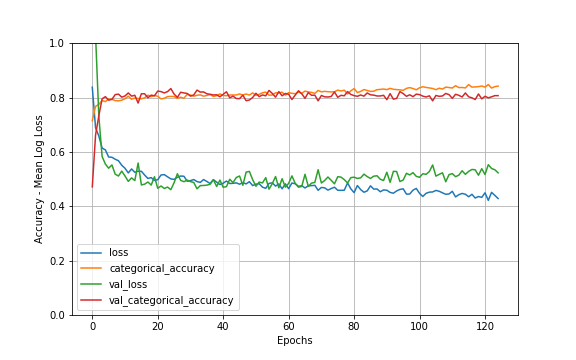 1.0
0.8
0.6
0.4
0.2
0.0
Accuracy - Mean Log Loss
loss
categorical_accuracy
val_loss
val_categorical_accuracy
0 20 40 60 80 100 120
Epochs